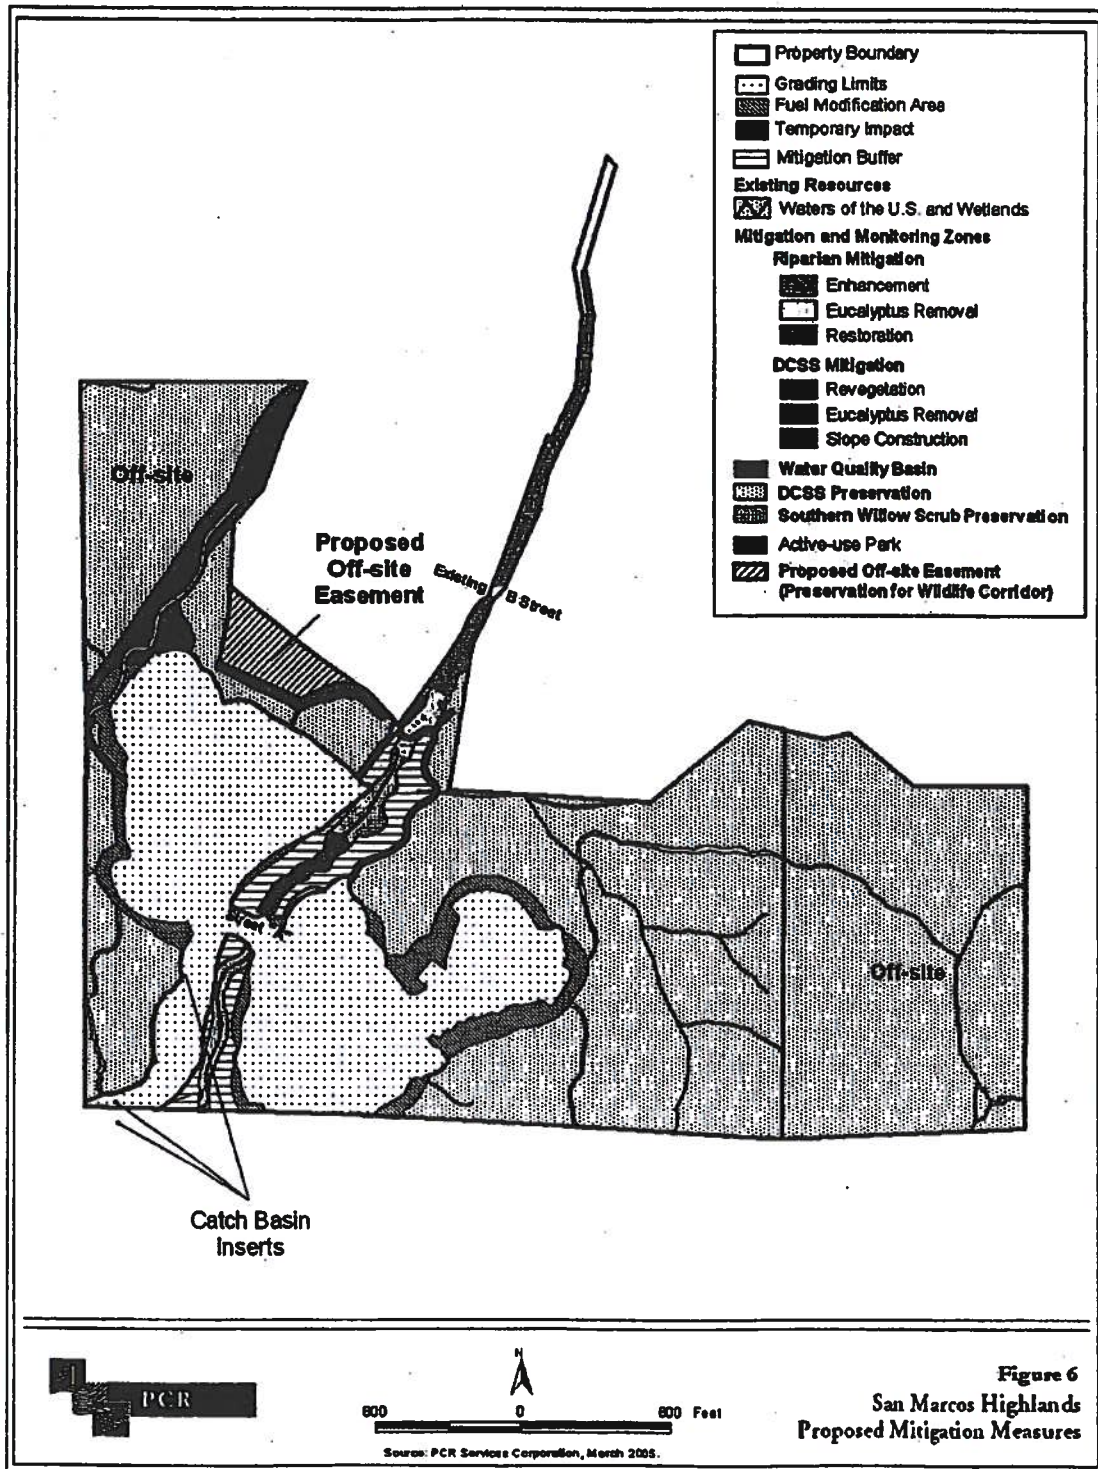 Property Boundary
Grading Limits
Fuel Modification Area
Temporary Impact
Mitigation Buffer
Existing Resources
Waters of the U.S. and Wetlands
Mitigation and Monitoring Zones
Riparian Mitigation
Enhancement
Eucalyptus Removal
Restoration
DCSS Mitigation
Revegetation
Eucalyptus Removal
Slope Construction
Water Quality Basin
DCSS Preservation
Southern Willow Scrub Preservation
Active-use Park
Proposed Off-site Easement
(Preservation for Wildlife Corridor)
Off-site
Proposed
Off-site
Easement
Existing B Street
Off-site
Catch Basin
Inserts
PCR
N
600 0 600 Feet
Source: PCR Services Corporation, March 2005.
Figure 6
San Marcos Highlands
Proposed Mitigation Measures